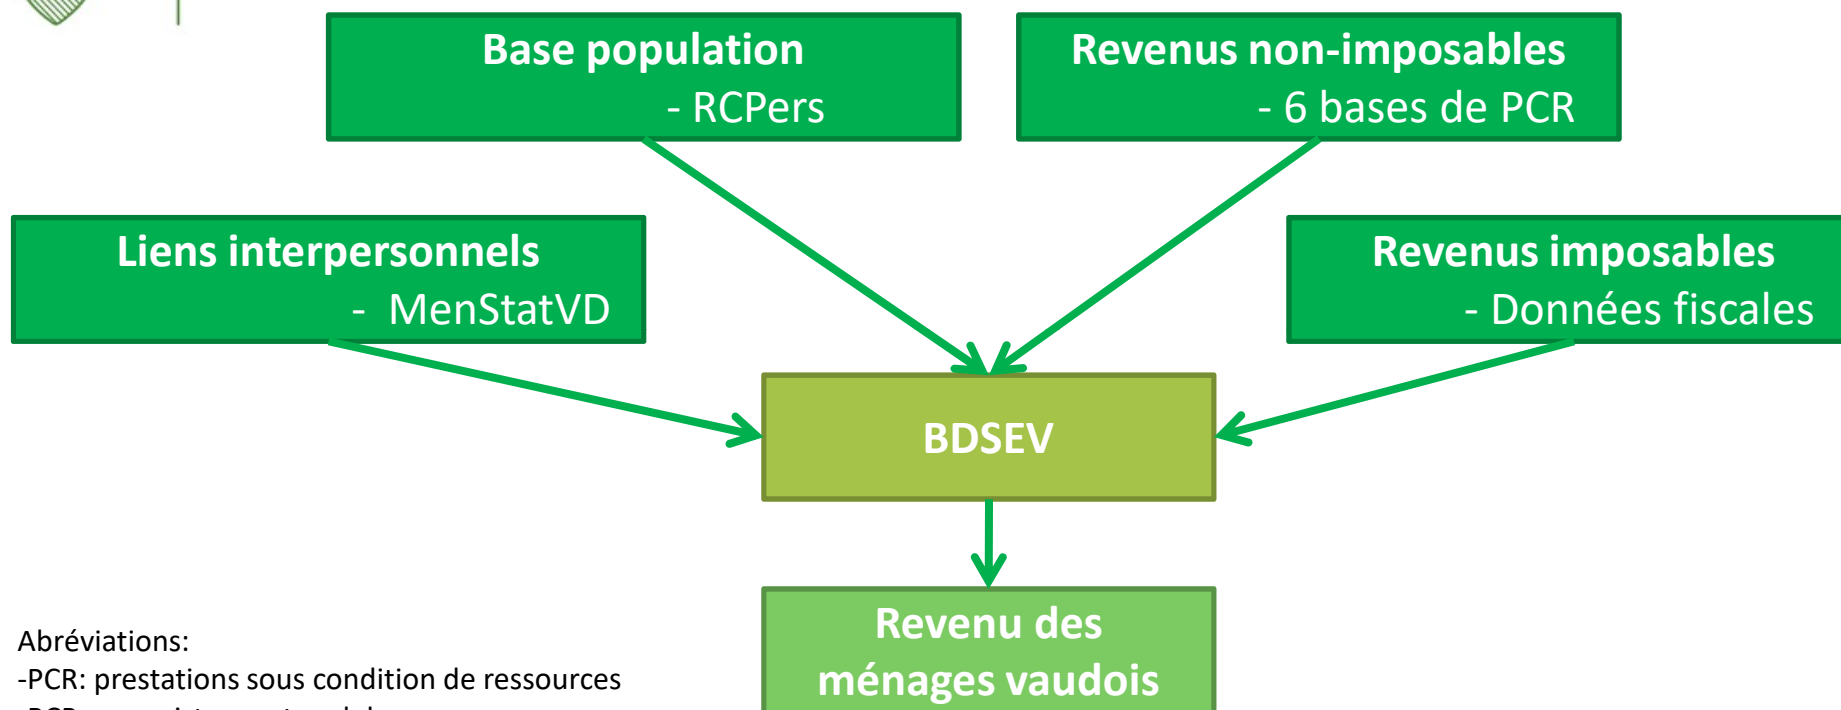 Base population
- RCPers
Revenus non-imposables
- 6 bases de PCR
Liens interpersonnels
- MenStatVD
Revenus imposables
- Données fiscales
BDSEV
Revenu des
ménages vaudois
Abréviations:
-PCR: prestations sous condition de ressources